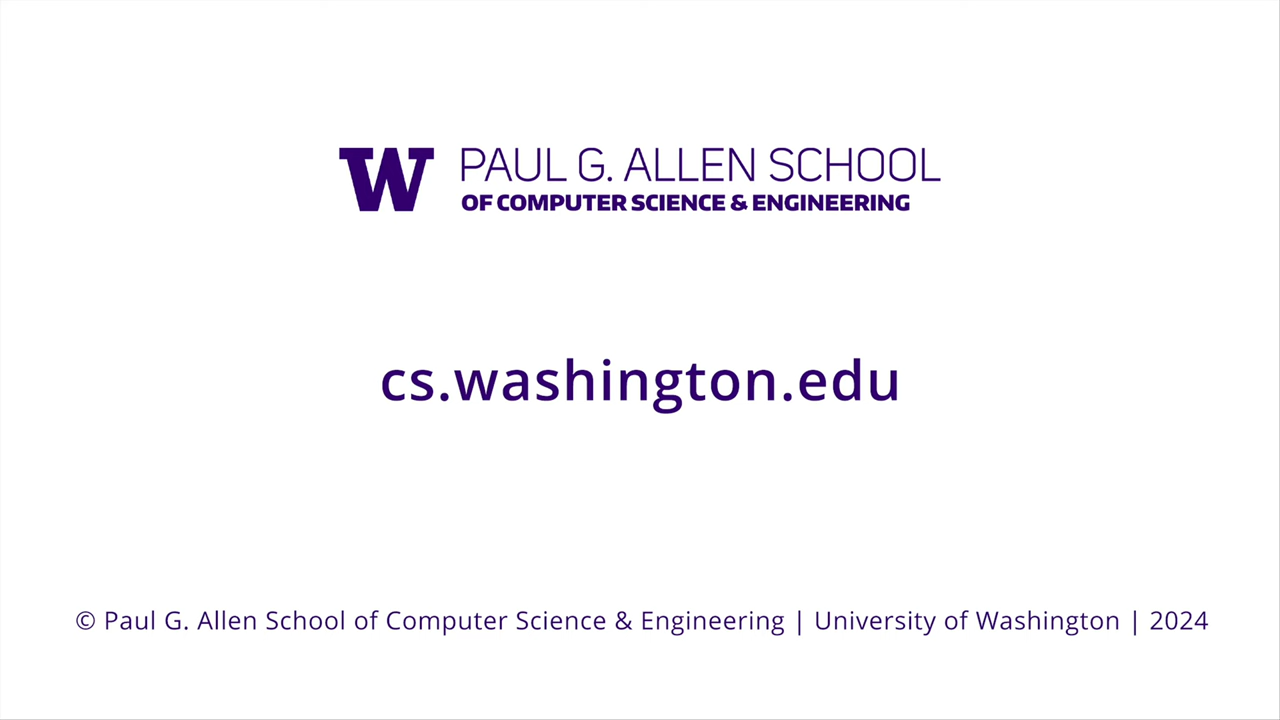 W PAUL G. ALLEN SCHOOL
OF COMPUTER SCIENCE & ENGINEERING
cs.washington.edu
© Paul G. Allen School of Computer Science & Engineering | University of Washington | 2024